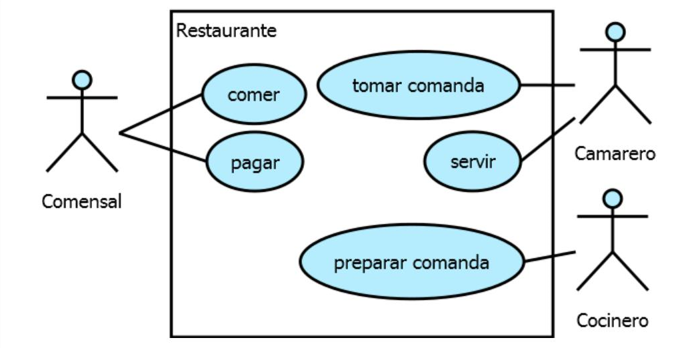 Restaurante
comer
tomar comanda
pagar
servir
Camarero
Comensal
preparar comanda
Cocinero